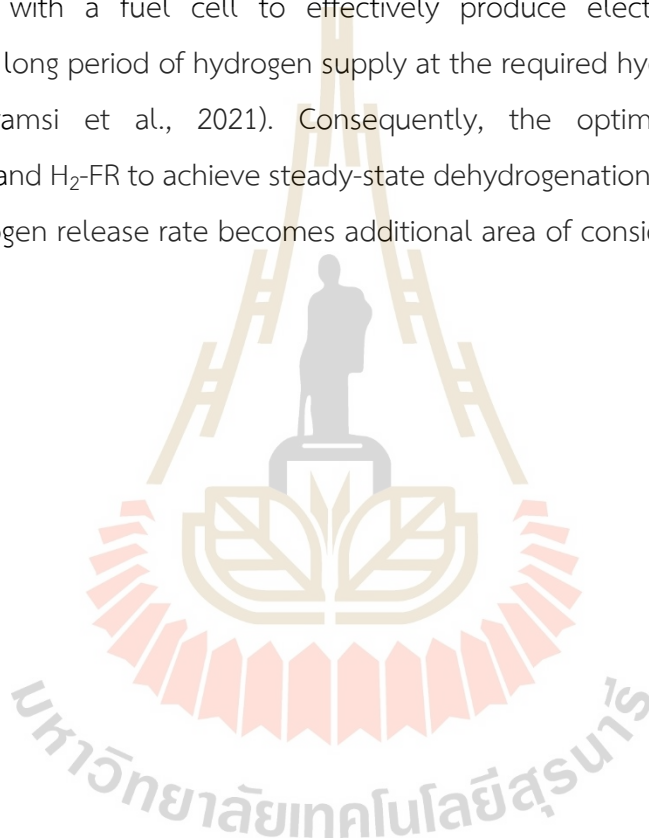 with a fuel cell to effectively produce elect
long period of hydrogen supply at the required hy
amsi et al., 2021). Consequently, the optim
and H₂-FR to achieve steady-state dehydrogenation
ogen release rate becomes additional area of consid
มหาวิทยาลัยเทคโนโลยีสุรนารี